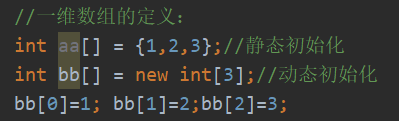 //一维数组的定义：
int aa[] = {1,2,3};//静态初始化
int bb[] = new int[3];//动态初始化
bb[0]=1; bb[1]=2;bb[2]=3;